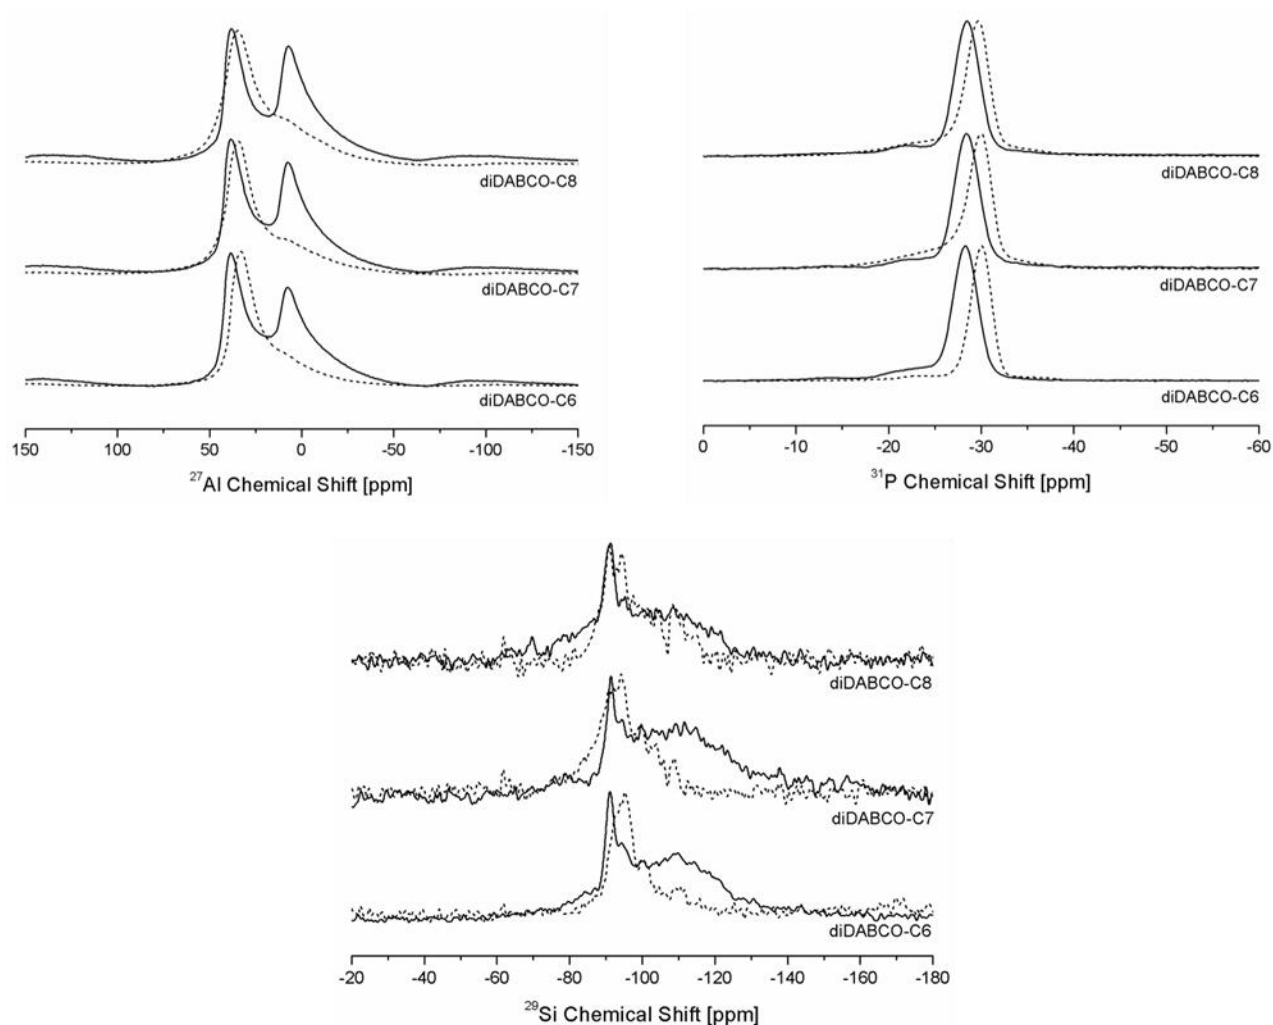 diDABCO-C8
diDABCO-C7
diDABCO-C6
150 100 50 0 -50 -100 -150
²⁷Al Chemical Shift [ppm]
diDABCO-C8
diDABCO-C7
diDABCO-C6
0 -10 -20 -30 -40 -50 -60
³¹P Chemical Shift [ppm]
diDABCO-C8
diDABCO-C7
diDABCO-C6
-20 -40 -60 -80 -100 -120 -140 -160 -180
²⁹Si Chemical Shift [ppm]